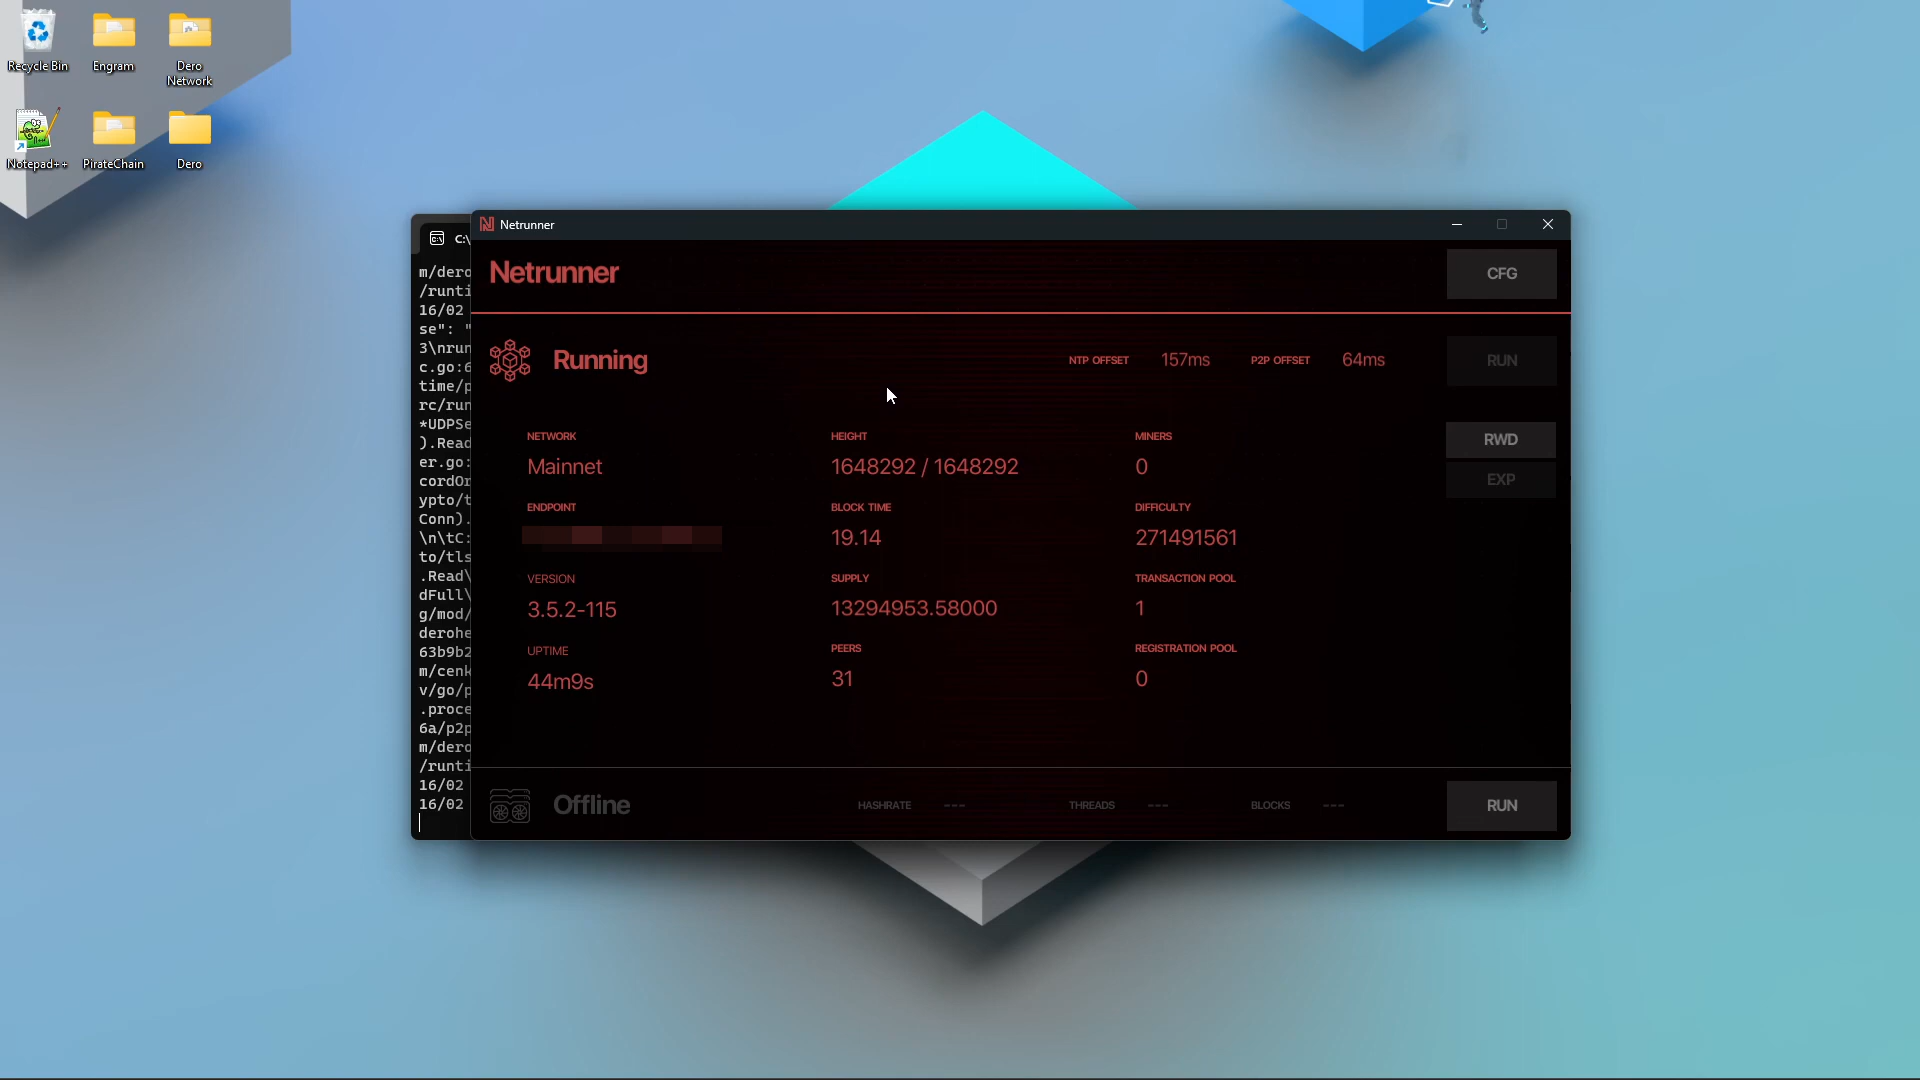 Recycle Bin
Engram
Dero
Network
Notepad++
PirateChain
Dero
C:\
m/dero
/runti
16/02
se": "
3\nrun
c.go:6
time/p
rc/run
*UDPSe
).Read
er.go:
cordOr
ypto/t
Conn).
\n\tC:
to/tls
.Read\
dFull\
g/mod/
derohe
63b9b2
m/cenk
v/go/p
.proce
6a/p2p
m/dero
/runti
16/02
16/02
Netrunner
Netrunner
CFG
Running
NTP OFFSET 157ms P2P OFFSET 64ms
RUN
NETWORK
Mainnet
HEIGHT
1648292 / 1648292
MINERS
0
RWD
EXP
ENDPOINT
BLOCK TIME
19.14
DIFFICULTY
271491561
VERSION
3.5.2-115
SUPPLY
13294953.58000
TRANSACTION POOL
1
UPTIME
44m9s
PEERS
31
REGISTRATION POOL
0
Offline
HASHRATE ---
THREADS ---
BLOCKS ---
RUN